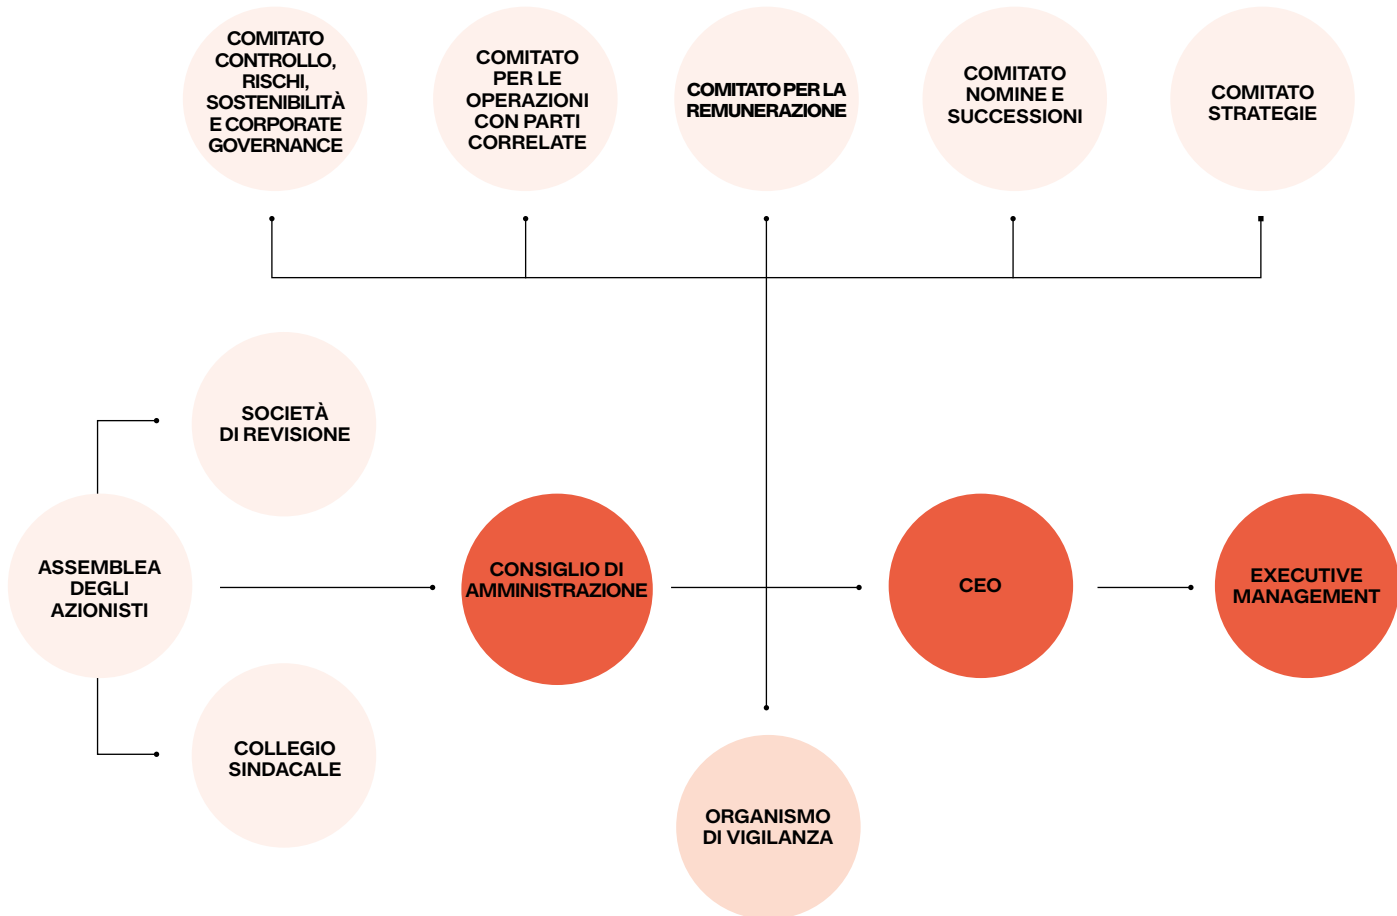 COMITATO
CONTROLLO,
RISCHI,
SOSTENIBILITÀ
E CORPORATE
GOVERNANCE
COMITATO
PER LE
OPERAZIONI
CON PARTI
CORRELATE
COMITATO PER LA
REMUNERAZIONE
COMITATO
NOMINE E
SUCCESSIONI
COMITATO
STRATEGIE
SOCIETÀ
DI REVISIONE
ASSEMBLEA
DEGLI
AZIONISTI
CONSIGLIO DI
AMMINISTRAZIONE
CEO
EXECUTIVE
MANAGEMENT
COLLEGIO
SINDACALE
ORGANISMO
DI VIGILANZA